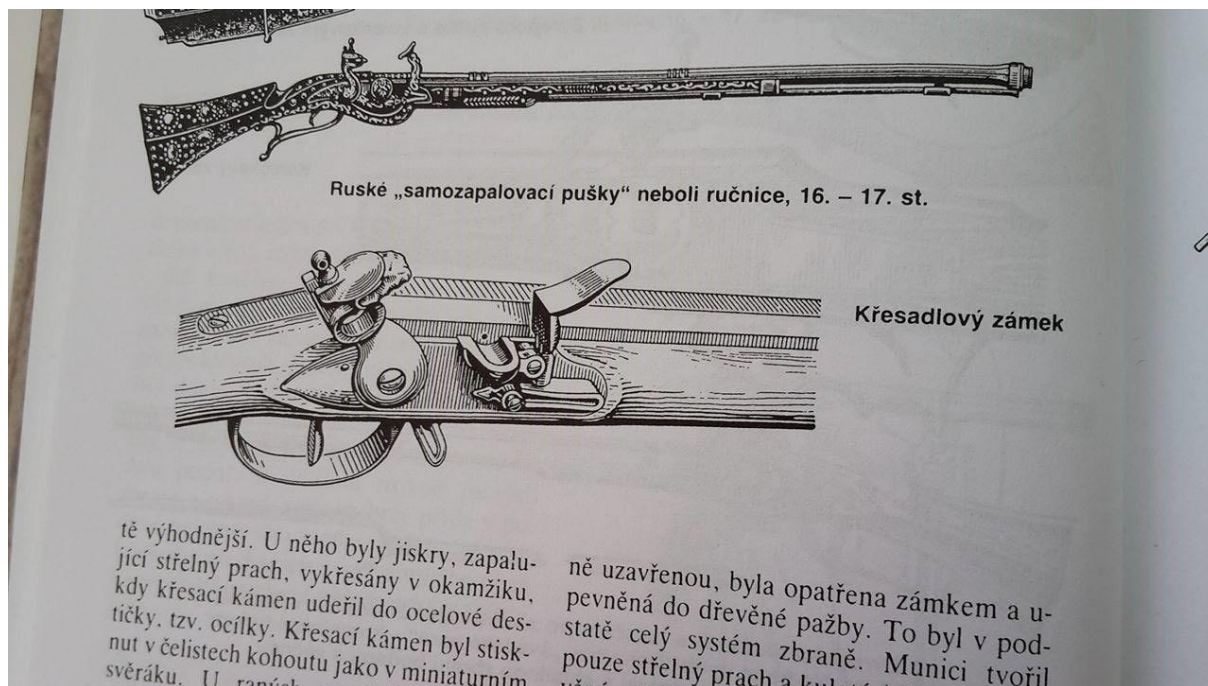 Ruské „samozapalovací pušky“ neboli ručnice, 16. – 17. st.
Křesadlový zámek
tě výhodnější. U něho byly jiskry, zapalu-
jící střelný prach, vykřesány v okamžiku,
kdy křesací kámen udeřil do ocelové des-
tičky, tzv. ocílky. Křesací kámen byl stisk-
nut v čelistech kohoutu jako v miniaturním
svěráku. U raných
ně uzavřenou, byla opatřena zámkem a u-
pevněná do dřevěné pažby. To byl v pod-
statě celý systém zbraně. Munici tvořil
pouze střelný prach a